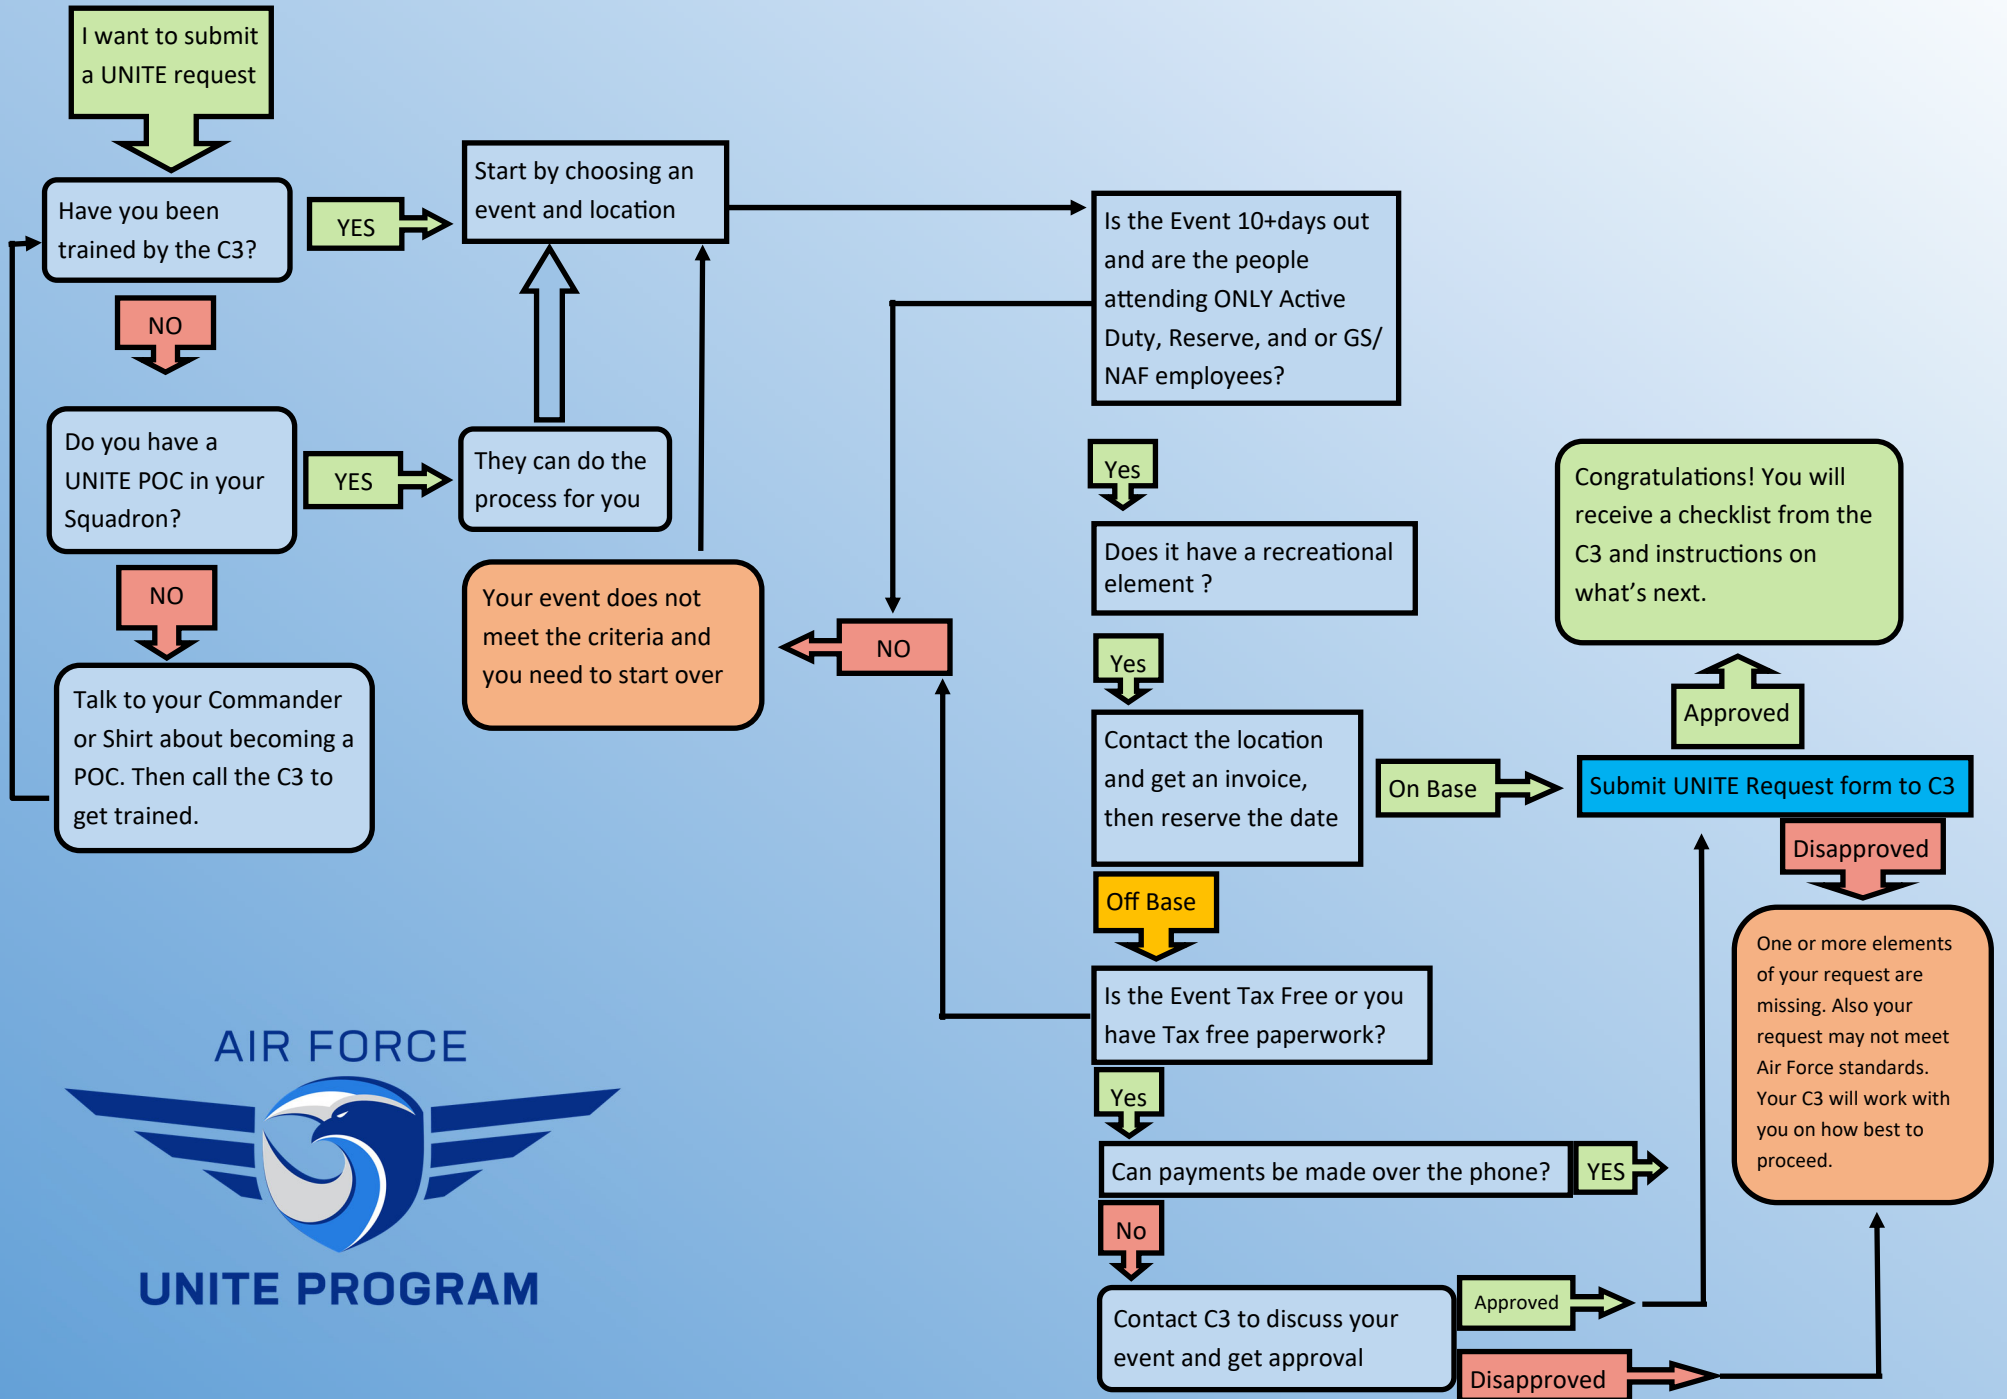 I want to submit
a UNITE request
Have you been
trained by the C3?
YES
NO
Do you have a
UNITE POC in your
Squadron?
YES
They can do the
process for you
NO
Talk to your Commander
or Shirt about becoming a
POC. Then call the C3 to
get trained.
Start by choosing an
event and location
Your event does not
meet the criteria and
you need to start over
NO
Is the Event 10+days out
and are the people
attending ONLY Active
Duty, Reserve, and or GS/
NAF employees?
Yes
Does it have a recreational
element ?
Yes
Contact the location
and get an invoice,
then reserve the date
On Base
Off Base
Is the Event Tax Free or you
have Tax free paperwork?
Yes
Can payments be made over the phone?
YES
No
Contact C3 to discuss your
event and get approval
Approved
Disapproved
Congratulations! You will
receive a checklist from the
C3 and instructions on
what's next.
Approved
Submit UNITE Request form to C3
Disapproved
One or more elements
of your request are
missing. Also your
request may not meet
Air Force standards.
Your C3 will work with
you on how best to
proceed.
AIR FORCE
UNITE PROGRAM